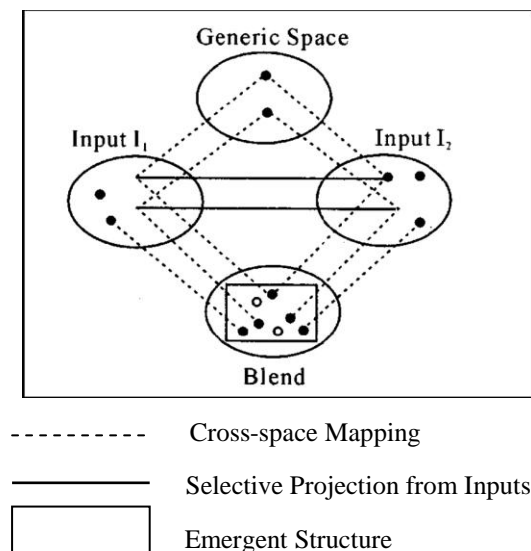 Generic Space
Input I₁
Input I₂
Blend
Cross-space Mapping
Selective Projection from Inputs
Emergent Structure